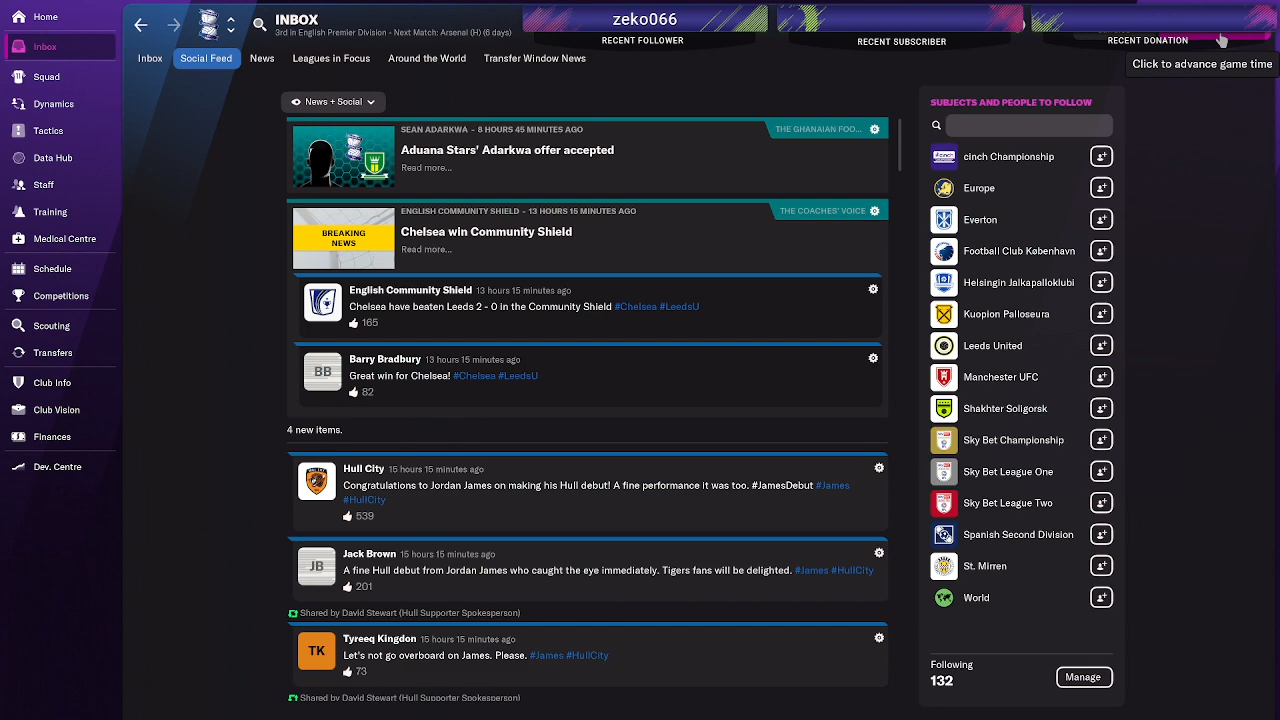 Home
Inbox
Squad
Dynamics
Tactics
Data Hub
Staff
Training
Medical Centre
Schedule
Competitions
Scouting
Transfers
Club Info
Club Vision
Finances
Dev. Centre
INBOX
3rd in English Premier Division - Next Match: Arsenal (H) (6 days)
zeko066
RECENT FOLLOWER
RECENT SUBSCRIBER
RECENT DONATION
Click to advance game time
Inbox
Social Feed
News
Leagues in Focus
Around the World
Transfer Window News
News + Social
SEAN ADARKWA - 8 HOURS 45 MINUTES AGO
THE GHANAIAN FOO...
Aduana Stars' Adarkwa offer accepted
Read more...
ENGLISH COMMUNITY SHIELD - 13 HOURS 15 MINUTES AGO
THE COACHES' VOICE
BREAKING
NEWS
Chelsea win Community Shield
Read more...
English Community Shield 13 hours 15 minutes ago
Chelsea have beaten Leeds 2 - 0 in the Community Shield #Chelsea #LeedsU
165
BB
Barry Bradbury 13 hours 15 minutes ago
Great win for Chelsea! #Chelsea #LeedsU
82
4 new items.
Hull City 15 hours 15 minutes ago
Congratulations to Jordan James on making his Hull debut! A fine performance it was too. #JamesDebut #James
#HullCity
539
JB
Jack Brown 15 hours 15 minutes ago
A fine Hull debut from Jordan James who caught the eye immediately. Tigers fans will be delighted. #James #HullCity
201
Shared by David Stewart (Hull Supporter Spokesperson)
TK
Tyreeq Kingdon 15 hours 15 minutes ago
Let's not go overboard on James. Please. #James #HullCity
73
Shared by David Stewart (Hull Supporter Spokesperson)
SUBJECTS AND PEOPLE TO FOLLOW
cinch Championship
Europe
Everton
Football Club København
Helsingin Jalkapalloklubi
Kuopion Palloseura
Leeds United
Manchester UFC
Shakhter Soligorsk
Sky Bet Championship
Sky Bet League One
Sky Bet League Two
Spanish Second Division
St. Mirren
World
Following
132
Manage